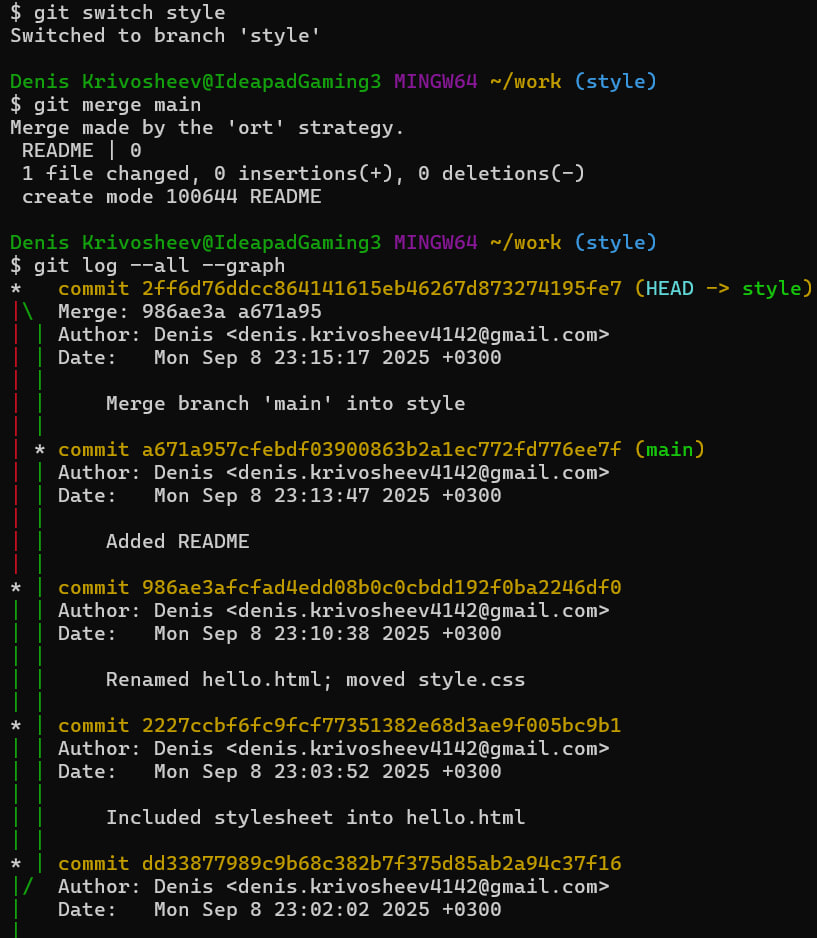 $ git switch style
Switched to branch 'style'
Denis Krivosheev@IdeapadGaming3 MINGW64 ~/work (style)
$ git merge main
Merge made by the 'ort' strategy.
 README | 0
 1 file changed, 0 insertions(+), 0 deletions(-)
 create mode 100644 README
Denis Krivosheev@IdeapadGaming3 MINGW64 ~/work (style)
$ git log --all --graph
*   commit 2ff6d76ddcc864141615eb46267d873274195fe7 (HEAD -> style)
|\  Merge: 986ae3a a671a95
| | Author: Denis <denis.krivosheev4142@gmail.com>
| | Date:   Mon Sep 8 23:15:17 2025 +0300
| |
| |     Merge branch 'main' into style
| |
| * commit a671a957cfebdf03900863b2a1ec772fd776ee7f (main)
| | Author: Denis <denis.krivosheev4142@gmail.com>
| | Date:   Mon Sep 8 23:13:47 2025 +0300
| |
| |     Added README
| |
* | commit 986ae3afcfad4edd08b0c0cbdd192f0ba2246df0
| | Author: Denis <denis.krivosheev4142@gmail.com>
| | Date:   Mon Sep 8 23:10:38 2025 +0300
| |
| |     Renamed hello.html; moved style.css
| |
* | commit 2227ccbf6fc9fcf77351382e68d3ae9f005bc9b1
| | Author: Denis <denis.krivosheev4142@gmail.com>
| | Date:   Mon Sep 8 23:03:52 2025 +0300
| |
| |     Included stylesheet into hello.html
| |
* | commit dd33877989c9b68c382b7f375d85ab2a94c37f16
|/  Author: Denis <denis.krivosheev4142@gmail.com>
|   Date:   Mon Sep 8 23:02:02 2025 +0300
|